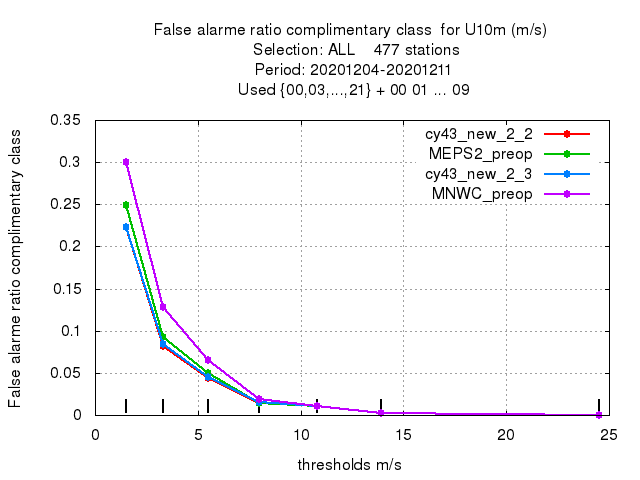 False alarme ratio complimentary class  for U10m (m/s)
Selection: ALL    477 stations
Period: 20201204-20201211
Used {00,03,...,21} + 00 01 ... 09
False alarme ratio complimentary class
0.35
0.3
0.25
0.2
0.15
0.1
0.05
0
cy43_new_2_2
MEPS2_preop
cy43_new_2_3
MNWC_preop
0 5 10 15 20 25
thresholds m/s